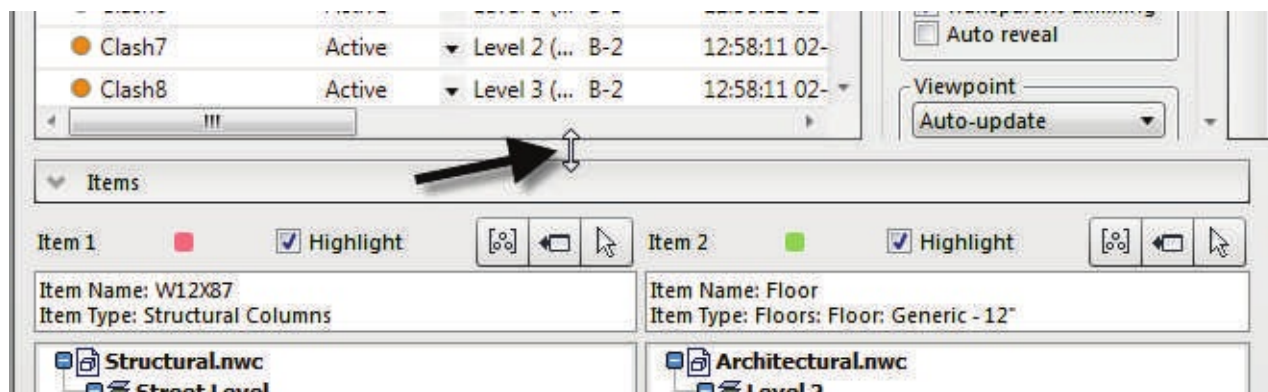 Clash7 Active Level 2 (... B-2 12:58:11 02-
Auto reveal
Clash8 Active Level 3 (... B-2 12:58:11 02-
Viewpoint
Auto-update
Items
Item 1 Highlight Item 2 Highlight
Item Name: W12X87
Item Type: Structural Columns
Item Name: Floor
Item Type: Floors: Floor: Generic - 12"
Structural.nwc
Street Level
Architectural.nwc
Level 2